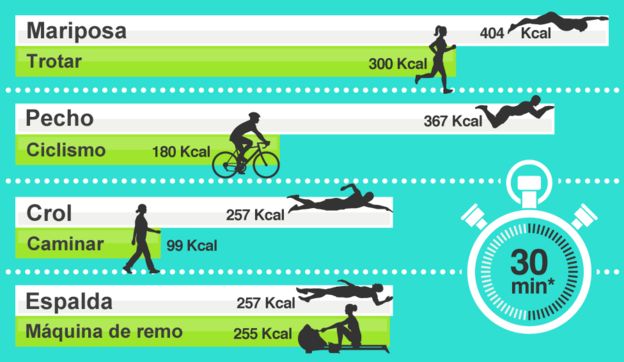 Mariposa 404 Kcal
Trotar 300 Kcal
Pecho 367 Kcal
Ciclismo 180 Kcal
Crol 257 Kcal
Caminar 99 Kcal
30
min*
Espalda 257 Kcal
Máquina de remo 255 Kcal